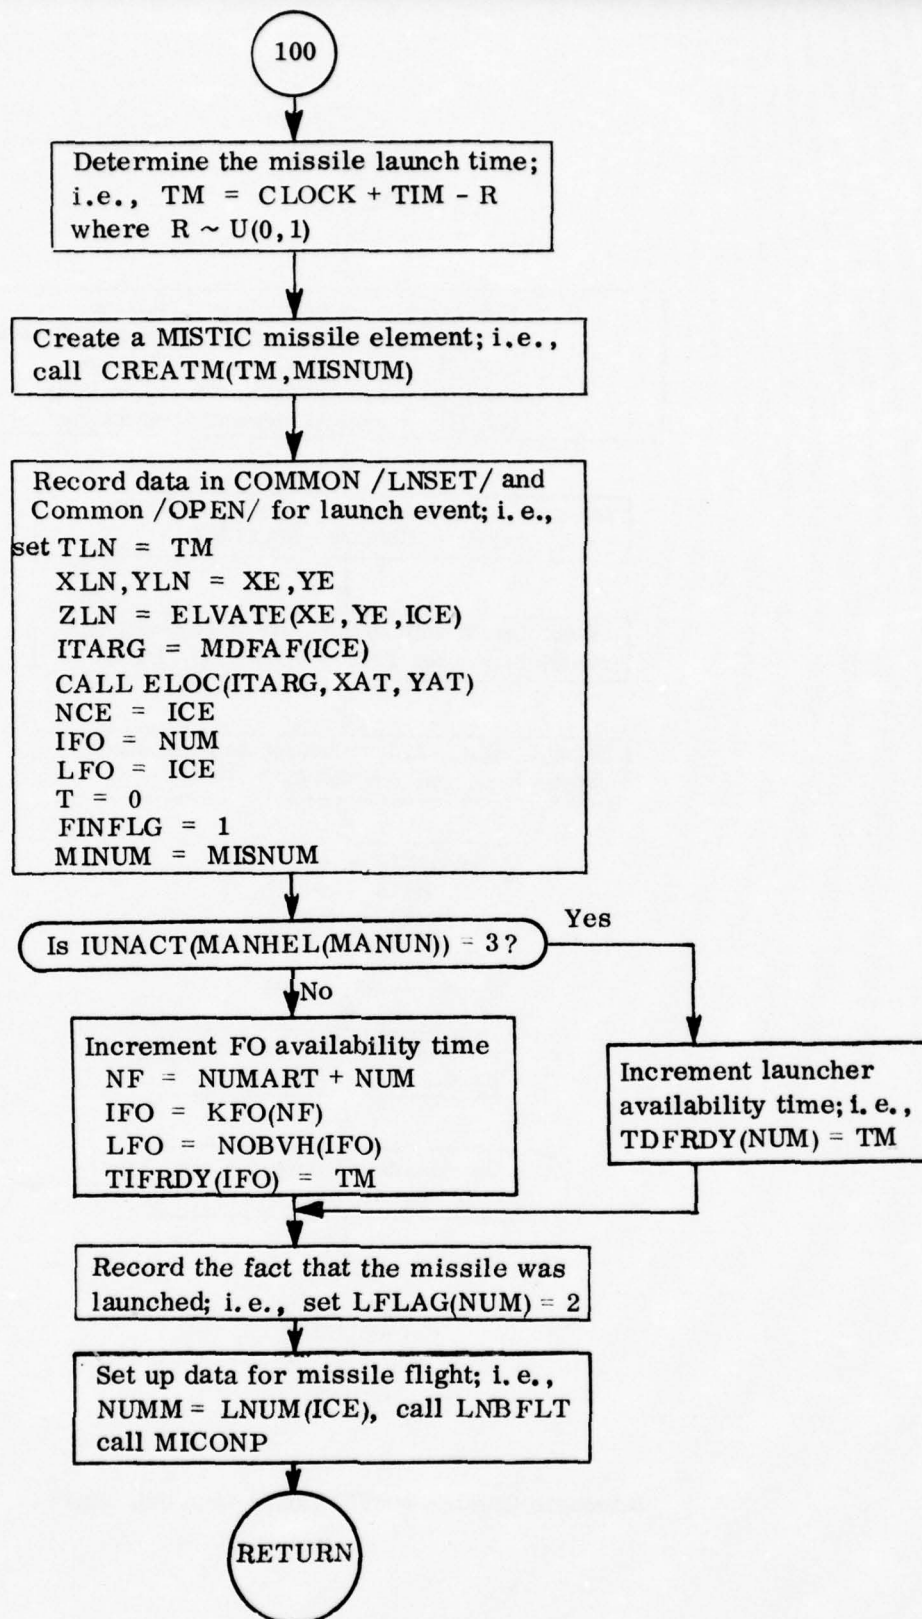 100
Determine the missile launch time;
i.e., TM = CLOCK + TIM - R
where R ~ U(0,1)
Create a MISTIC missile element; i.e.,
call CREATM(TM,MISNUM)
Record data in COMMON /LNSET/ and
Common /OPEN/ for launch event; i.e.,
set TLN = TM
XLN,YLN = XE,YE
ZLN = ELVATE(XE,YE,ICE)
ITARG = MDFAF(ICE)
CALL ELOC(ITARG, XAT, YAT)
NCE = ICE
IFO = NUM
LFO = ICE
T = 0
FINFLG = 1
MINUM = MISNUM
Is IUNACT(MANHEL(MANUN)) = 3?
Yes
No
Increment FO availability time
NF = NUMART + NUM
IFO = KFO(NF)
LFO = NOBVH(IFO)
TIFRDY(IFO) = TM
Increment launcher
availability time; i.e.,
TDFRDY(NUM) = TM
Record the fact that the missile was
launched; i.e., set LFLAG(NUM) = 2
Set up data for missile flight; i.e.,
NUMM = LNUM(ICE), call LNBFLT
call MICONP
RETURN